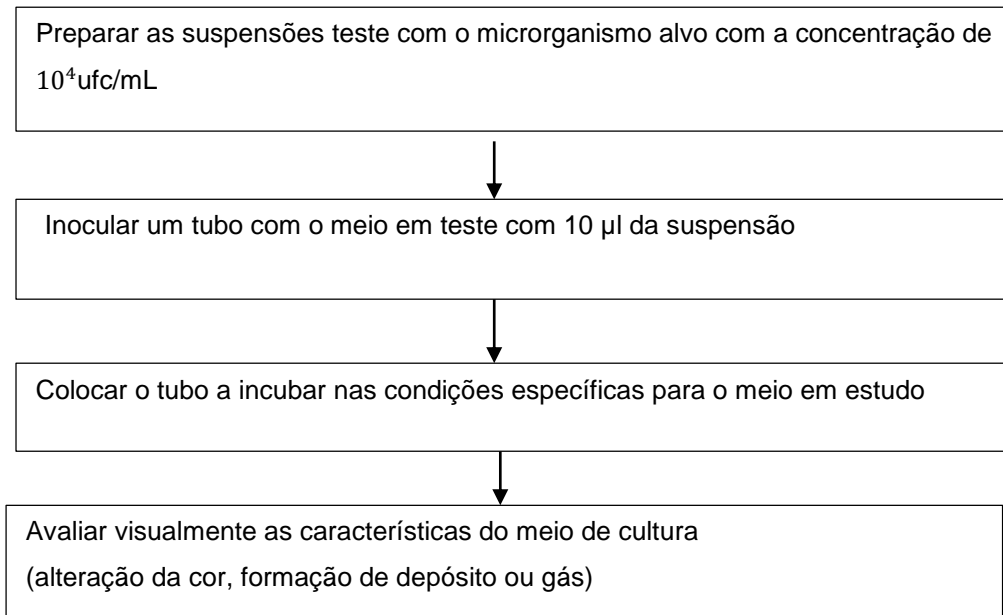 Preparar as suspensões teste com o microrganismo alvo com a concentração de
10⁴ufc/mL
Inocular um tubo com o meio em teste com 10 µl da suspensão
Colocar o tubo a incubar nas condições específicas para o meio em estudo
Avaliar visualmente as características do meio de cultura
(alteração da cor, formação de depósito ou gás)